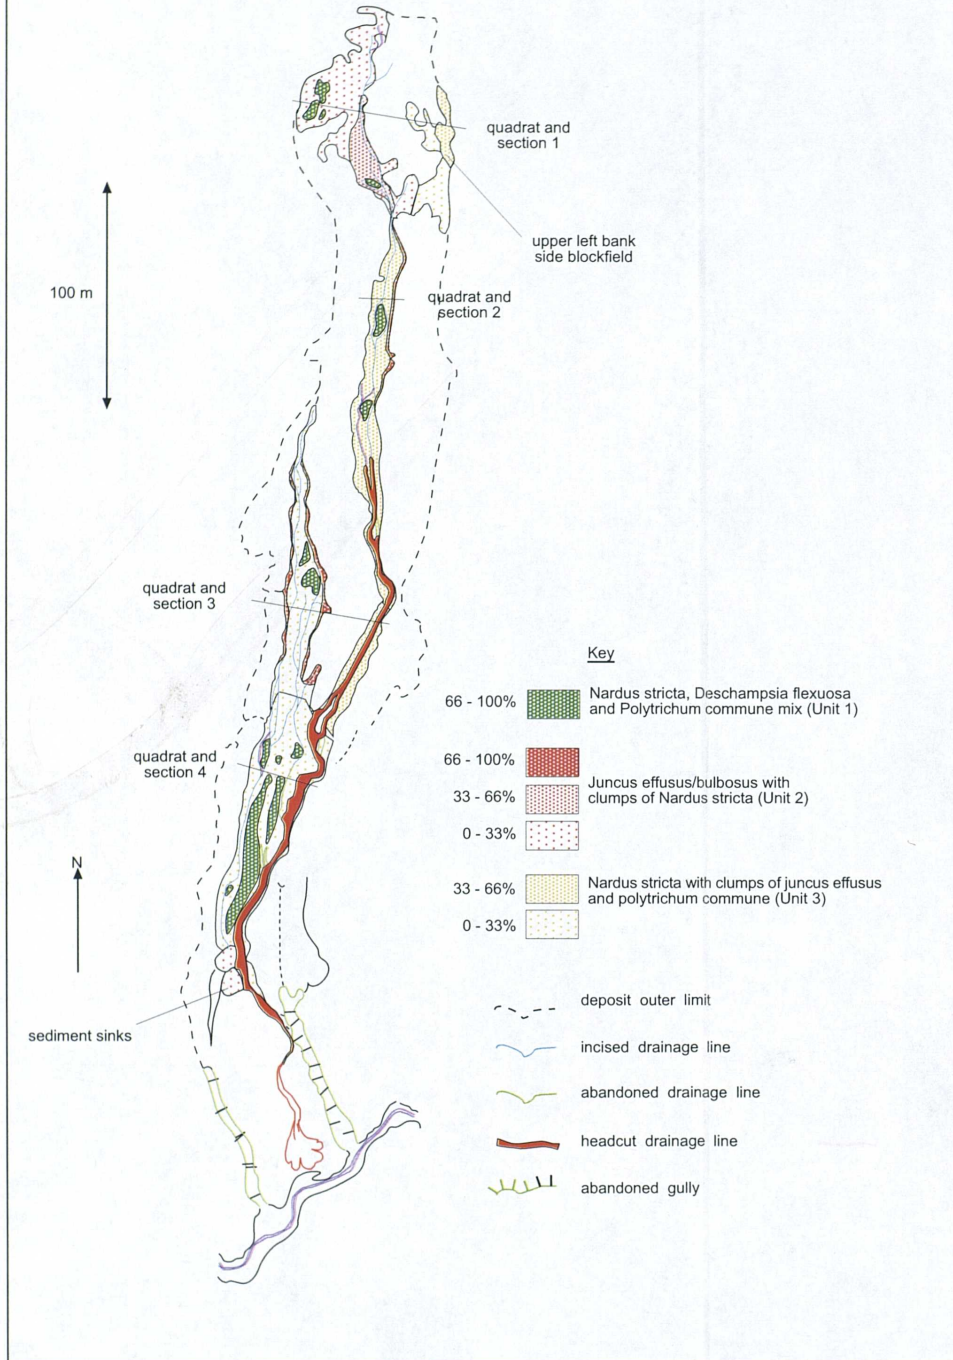 quadrat and
section 1
upper left bank
side blockfield
100 m
quadrat and
section 2
quadrat and
section 3
quadrat and
section 4
N
sediment sinks
Key
66 - 100%
Nardus stricta, Deschampsia flexuosa
and Polytrichum commune mix (Unit 1)
66 - 100%
33 - 66%
0 - 33%
Juncus effusus/bulbosus with
clumps of Nardus stricta (Unit 2)
33 - 66%
0 - 33%
Nardus stricta with clumps of juncus effusus
and polytrichum commune (Unit 3)
deposit outer limit
incised drainage line
abandoned drainage line
headcut drainage line
abandoned gully